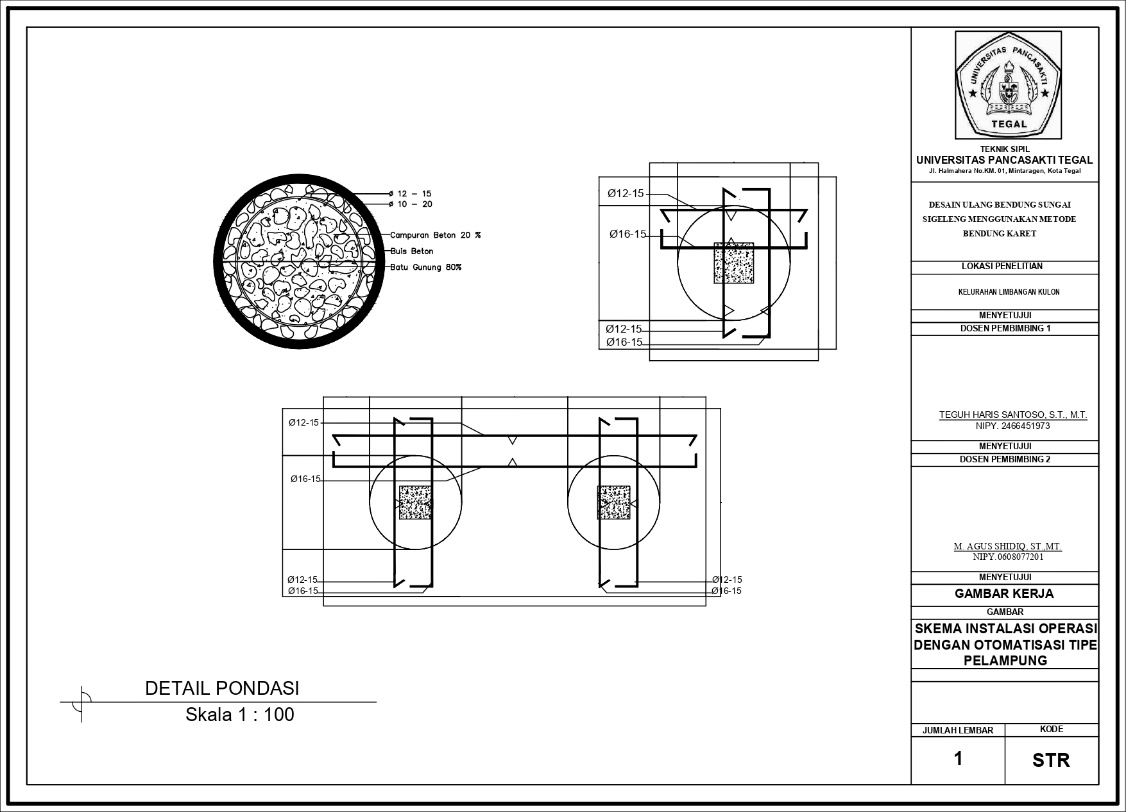 ø 12 - 15
ø 10 - 20
Campuran Beton 20 %
Buis Beton
Batu Gunung 80%
Ø12-15
Ø16-15
Ø12-15
Ø16-15
Ø12-15
Ø16-15
Ø12-15
Ø16-15
Ø12-15
Ø16-15
DETAIL PONDASI
Skala 1 : 100
UNIVERSITAS PANCASAKTI
TEGAL
TEKNIK SIPIL
UNIVERSITAS PANCASAKTI TEGAL
Jl. Halmahera No.KM. 01, Mintaragen, Kota Tegal
DESAIN ULANG BENDUNG SUNGAI
SIGELENG MENGGUNAKAN METODE
BENDUNG KARET
LOKASI PENELITIAN
KELURAHAN LIMBANGAN KULON
MENYETUJUI
DOSEN PEMBIMBING 1
TEGUH HARIS SANTOSO, S.T., M.T.
NIPY. 2466451973
MENYETUJUI
DOSEN PEMBIMBING 2
M. AGUS SHIDIQ, ST.,MT.
NIPY. 0608077201
MENYETUJUI
GAMBAR KERJA
GAMBAR
SKEMA INSTALASI OPERASI
DENGAN OTOMATISASI TIPE
PELAMPUNG
JUMLAH LEMBAR
KODE
1
STR